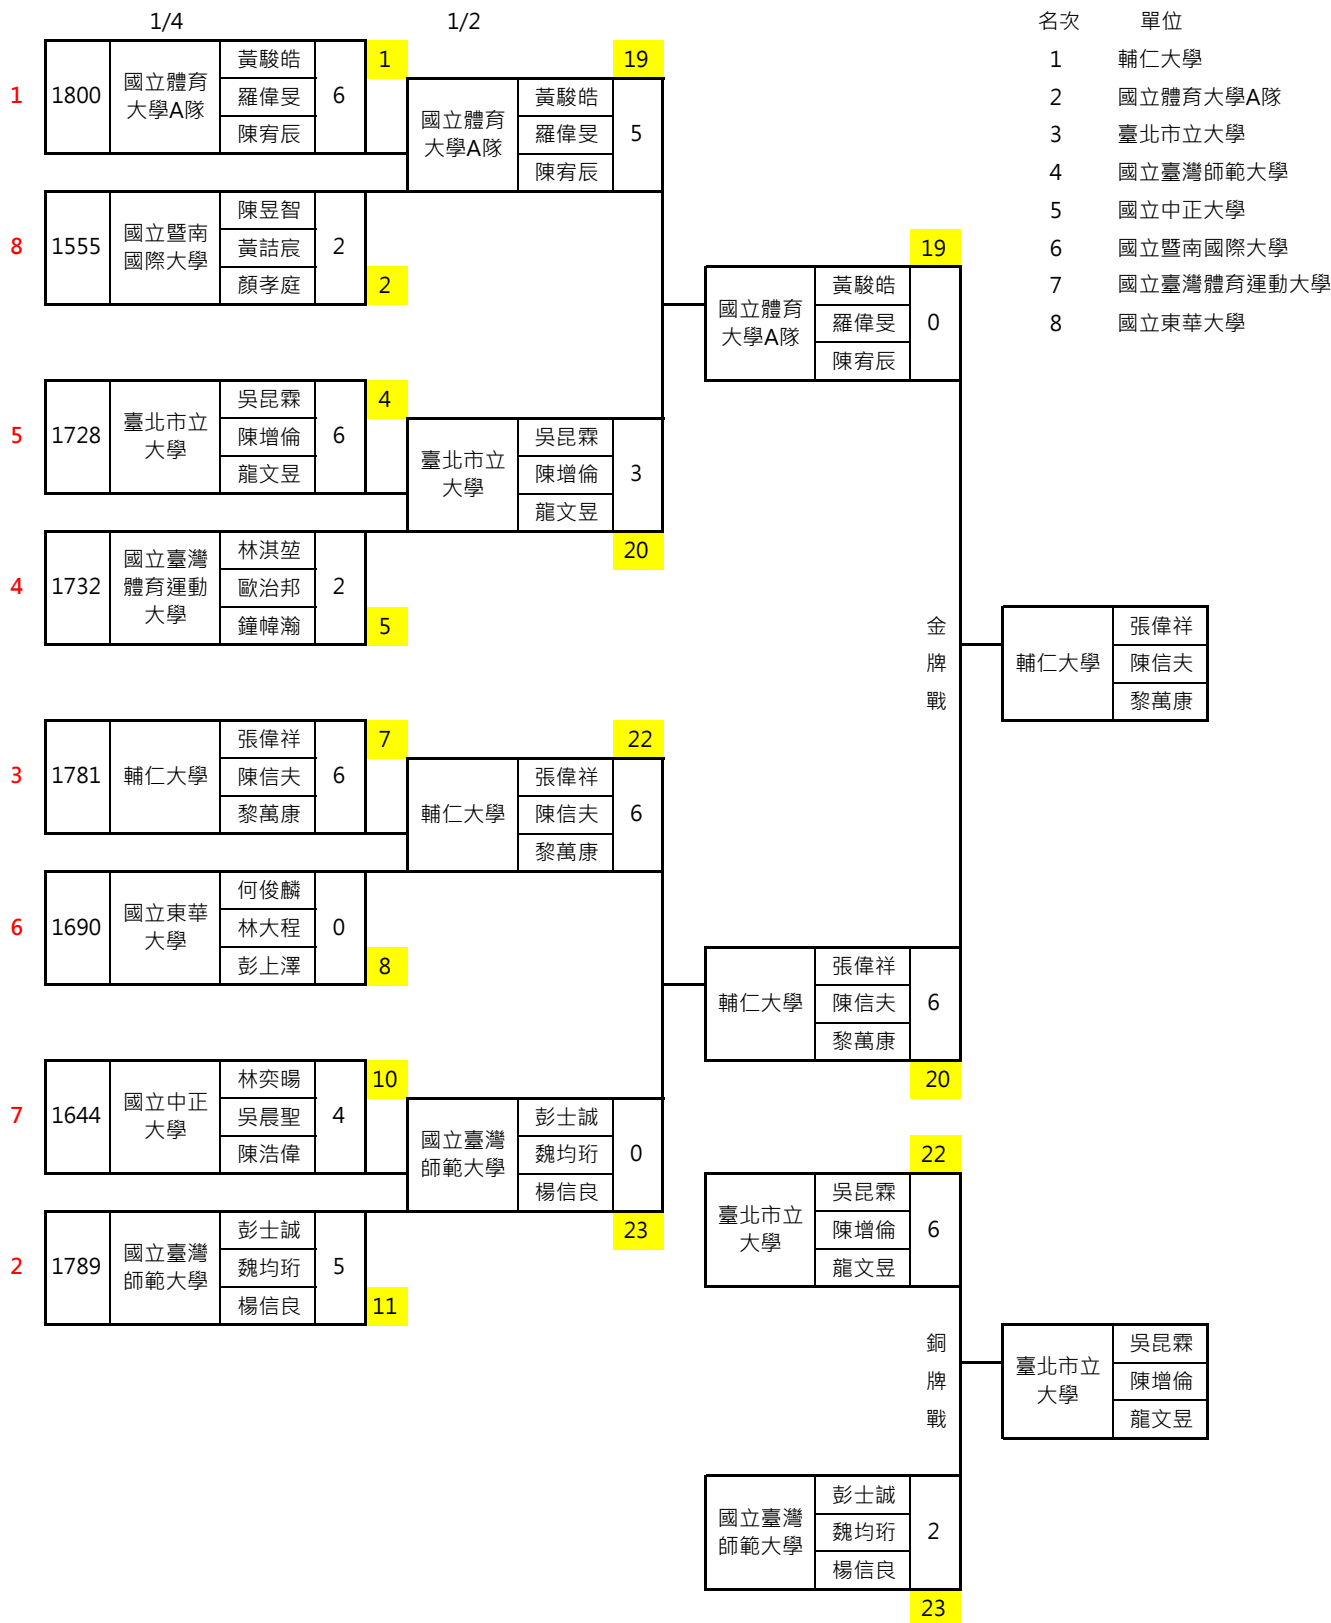 1/4
1/2
名次 單位
1 輔仁大學
2 國立體育大學A隊
3 臺北市立大學
4 國立臺灣師範大學
5 國立中正大學
6 國立暨南國際大學
7 國立臺灣體育運動大學
8 國立東華大學
1
1800
國立體育
大學A隊
黃駿皓
羅偉旻
陳宥辰
6
1
8
1555
國立暨南
國際大學
陳昱智
黃詰宸
顏孝庭
2
2
5
1728
臺北市立
大學
吳昆霖
陳增倫
龍文昱
6
4
4
1732
國立臺灣
體育運動
大學
林淇堃
歐治邦
鐘幃瀚
2
5
3
1781
輔仁大學
張偉祥
陳信夫
黎萬康
6
7
6
1690
國立東華
大學
何俊麟
林大程
彭上澤
0
8
7
1644
國立中正
大學
林奕暘
吳晨聖
陳浩偉
4
10
2
1789
國立臺灣
師範大學
彭士誠
魏均珩
楊信良
5
11
19
國立體育
大學A隊
黃駿皓
羅偉旻
陳宥辰
5
臺北市立
大學
吳昆霖
陳增倫
龍文昱
3
20
22
輔仁大學
張偉祥
陳信夫
黎萬康
6
國立臺灣
師範大學
彭士誠
魏均珩
楊信良
0
23
19
國立體育
大學A隊
黃駿皓
羅偉旻
陳宥辰
0
金
牌
戰
輔仁大學
張偉祥
陳信夫
黎萬康
輔仁大學
張偉祥
陳信夫
黎萬康
6
20
22
臺北市立
大學
吳昆霖
陳增倫
龍文昱
6
銅
牌
戰
臺北市立
大學
吳昆霖
陳增倫
龍文昱
國立臺灣
師範大學
彭士誠
魏均珩
楊信良
2
23